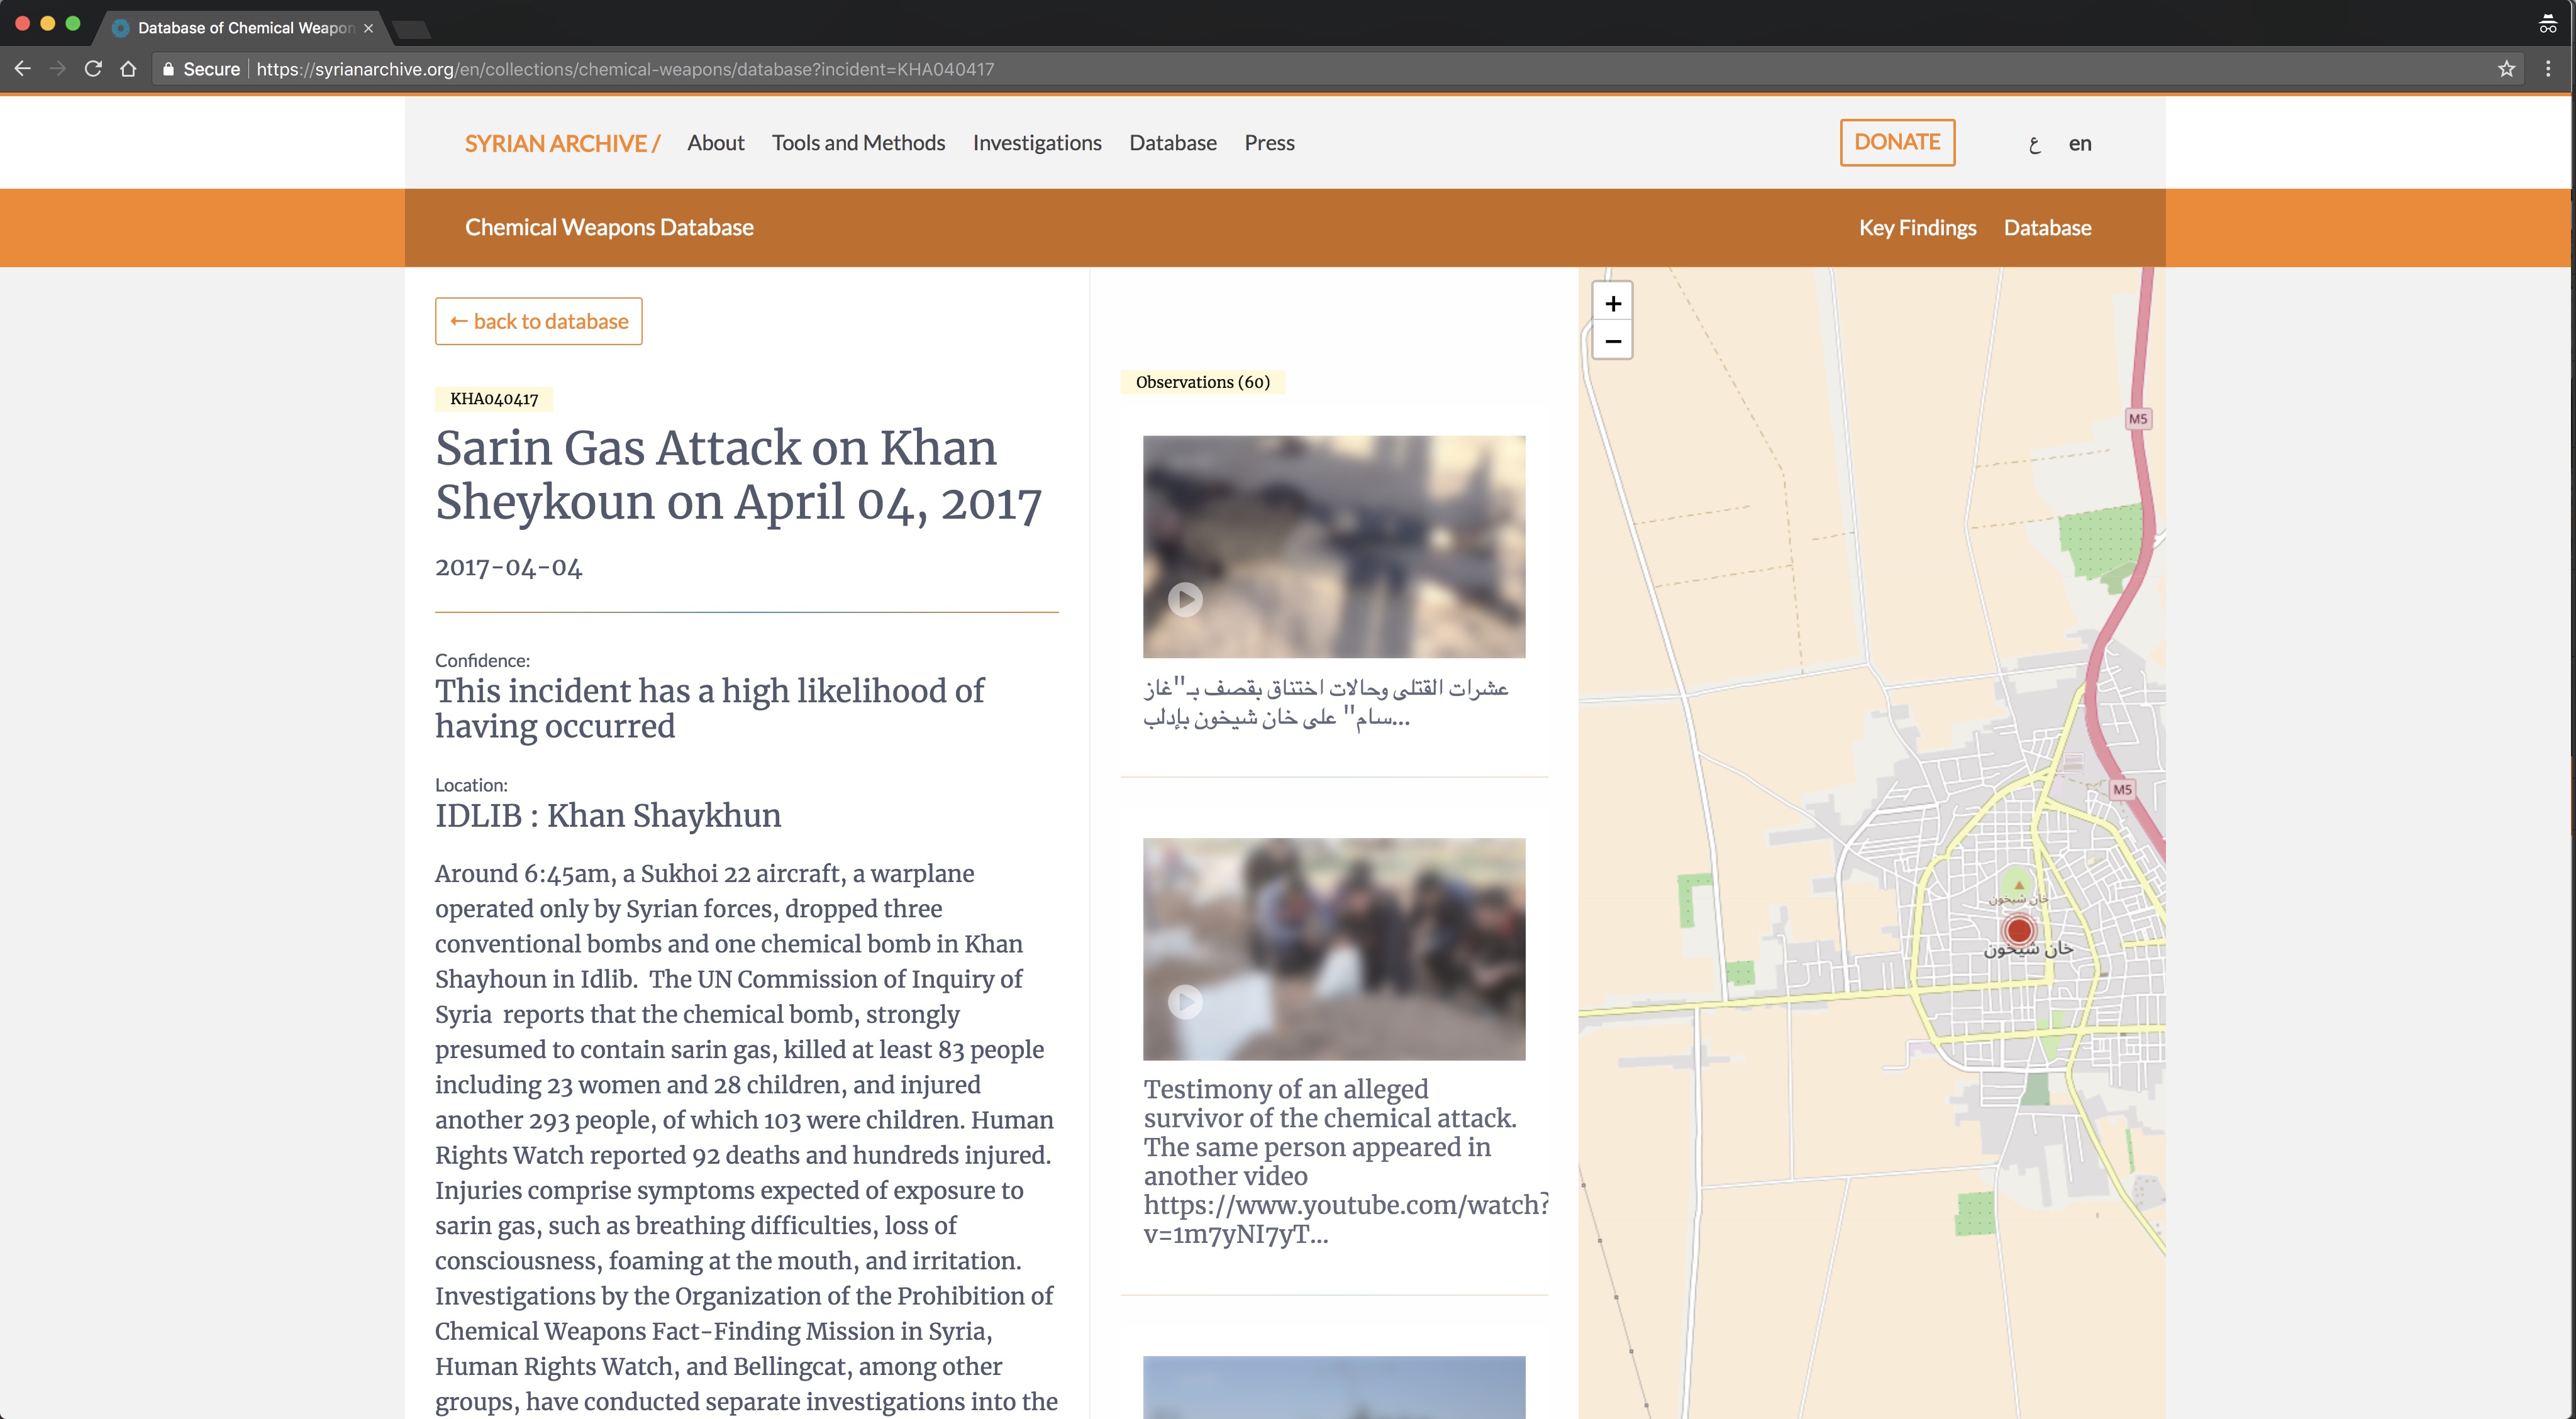 Database of Chemical Weapon
Secure
https://syrianarchive.org/en/collections/chemical-weapons/database?incident=KHA040417
SYRIAN ARCHIVE /
About
Tools and Methods
Investigations
Database
Press
DONATE
ع
en
Chemical Weapons Database
Key Findings
Database
← back to database
KHA040417
Sarin Gas Attack on Khan
Sheykoun on April 04, 2017
2017-04-04
Confidence:
This incident has a high likelihood of
having occurred
Location:
IDLIB : Khan Shaykhun
Around 6:45am, a Sukhoi 22 aircraft, a warplane
operated only by Syrian forces, dropped three
conventional bombs and one chemical bomb in Khan
Shayhoun in Idlib.  The UN Commission of Inquiry of
Syria  reports that the chemical bomb, strongly
presumed to contain sarin gas, killed at least 83 people
including 23 women and 28 children, and injured
another 293 people, of which 103 were children. Human
Rights Watch reported 92 deaths and hundreds injured.
Injuries comprise symptoms expected of exposure to
sarin gas, such as breathing difficulties, loss of
consciousness, foaming at the mouth, and irritation.
Investigations by the Organization of the Prohibition of
Chemical Weapons Fact-Finding Mission in Syria,
Human Rights Watch, and Bellingcat, among other
groups, have conducted separate investigations into the
Observations (60)
عشرات القتلى وحالات اختناق بقصف بـ"غاز
سام" على خان شيخون بإدلب...
Testimony of an alleged
survivor of the chemical attack.
The same person appeared in
another video
https://www.youtube.com/watch?
v=1m7yNI7yT...
+
−
M5
M5
خان شيخون
خان شيخون